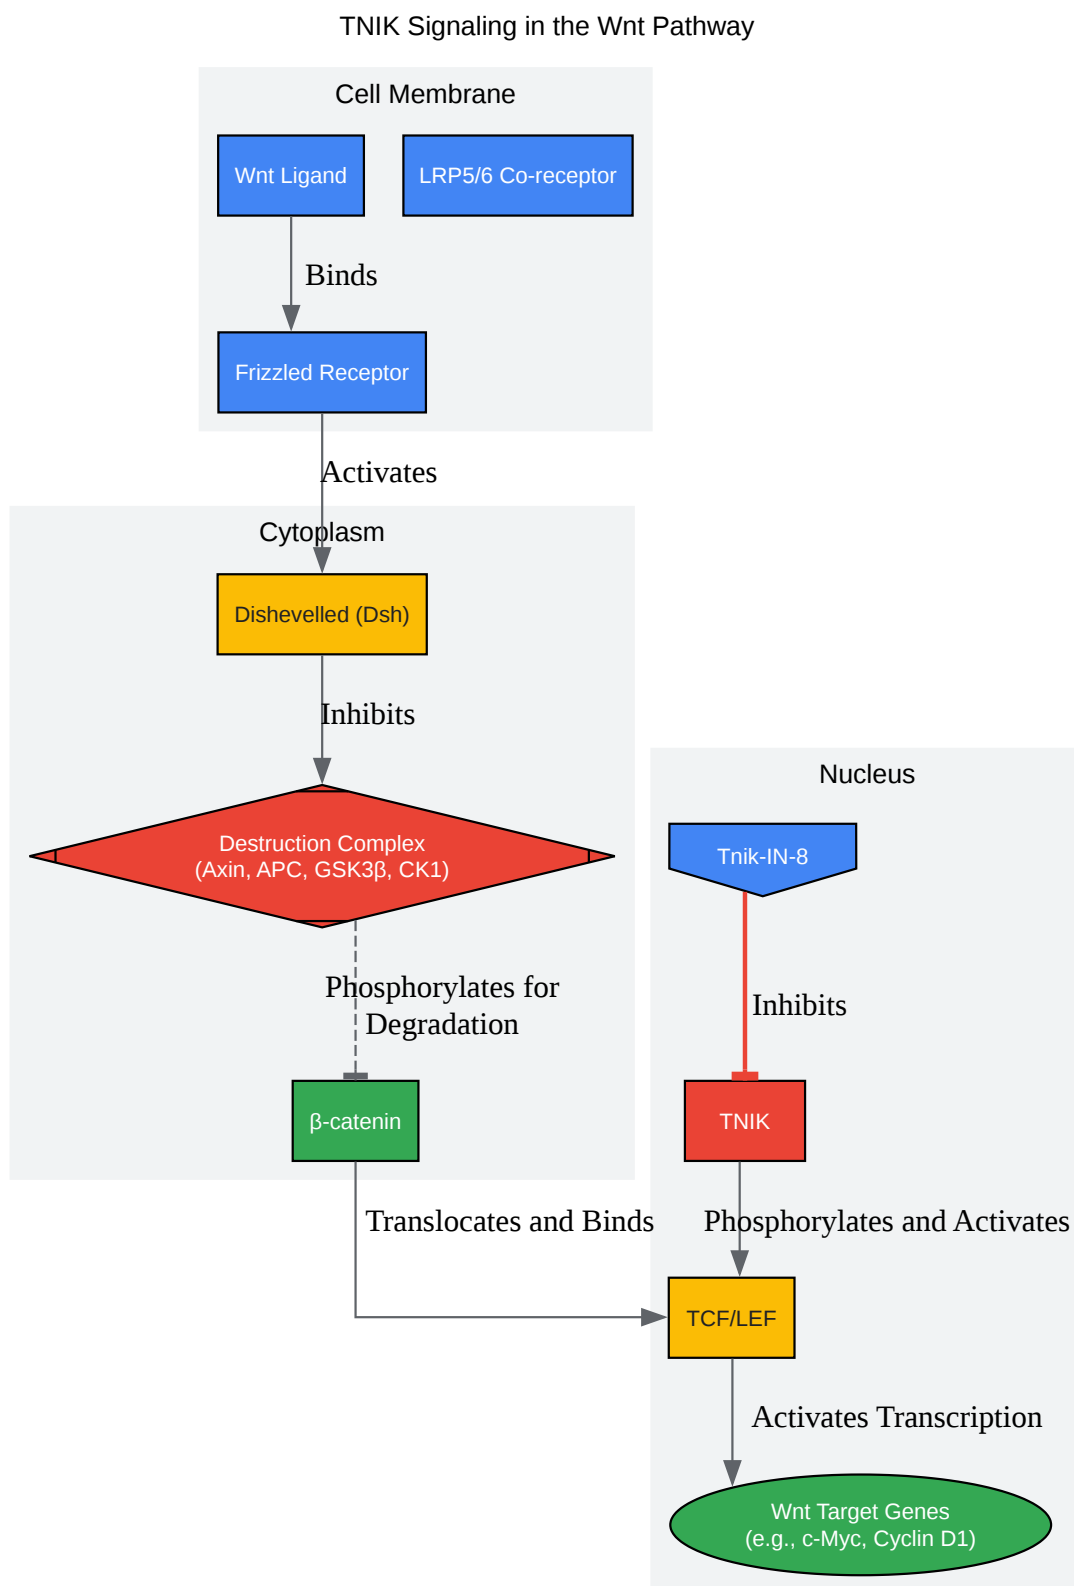 TNIK Signaling in the Wnt Pathway
Cell Membrane
Wnt Ligand
LRP5/6 Co-receptor
Binds
Frizzled Receptor
Activates
Cytoplasm
Dishevelled (Dsh)
Inhibits
Destruction Complex
(Axin, APC, GSK3β, CK1)
Phosphorylates for
Degradation
β-catenin
Translocates and Binds
Nucleus
Tnik-IN-8
Inhibits
TNIK
Phosphorylates and Activates
TCF/LEF
Activates Transcription
Wnt Target Genes
(e.g., c-Myc, Cyclin D1)